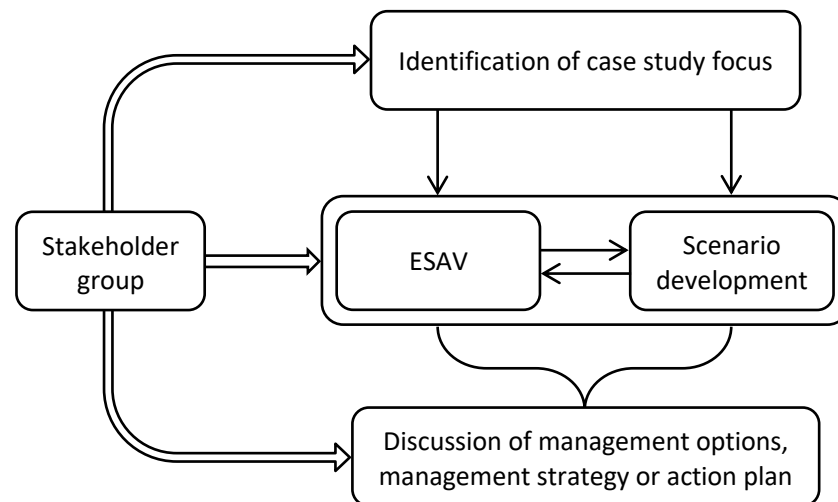 Identification of case study focus
Stakeholder
group
ESAV
Scenario
development
Discussion of management options,
management strategy or action plan